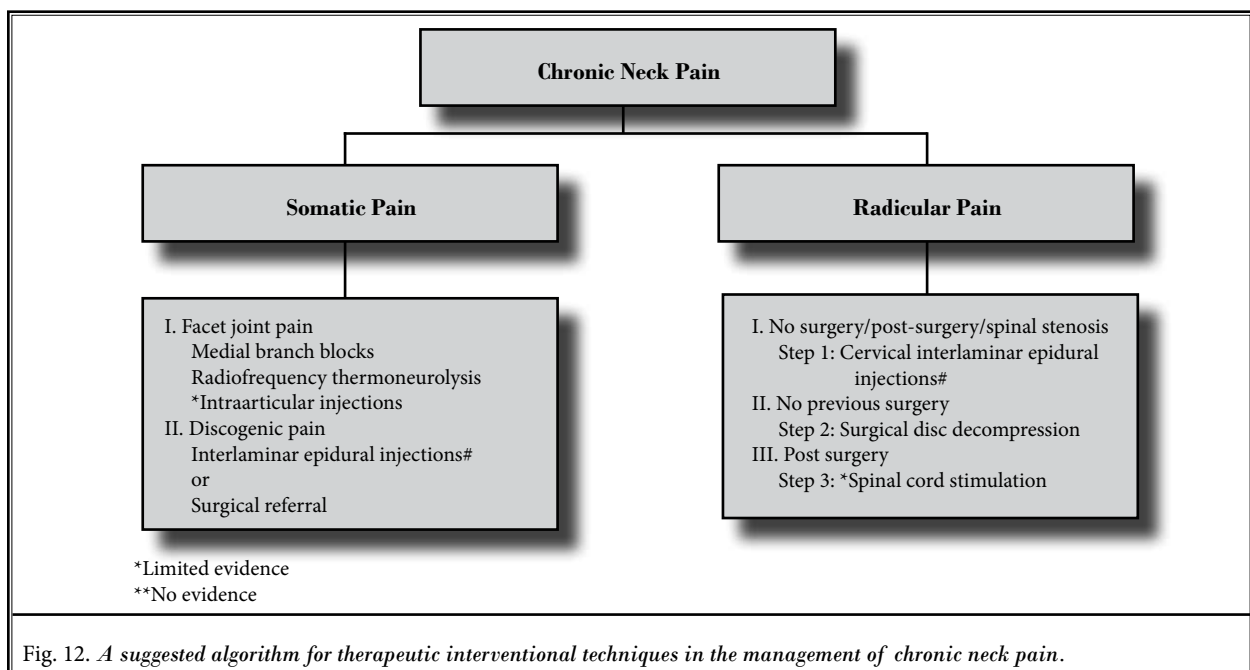 Chronic Neck Pain
Somatic Pain
I. Facet joint pain
Medial branch blocks
Radiofrequency thermoneurolysis
*Intraarticular injections
II. Discogenic pain
Interlaminar epidural injections#
or
Surgical referral
Radicular Pain
I. No surgery/post-surgery/spinal stenosis
Step 1: Cervical interlaminar epidural
injections#
II. No previous surgery
Step 2: Surgical disc decompression
III. Post surgery
Step 3: *Spinal cord stimulation
*Limited evidence
**No evidence
Fig. 12. A suggested algorithm for therapeutic interventional techniques in the management of chronic neck pain.